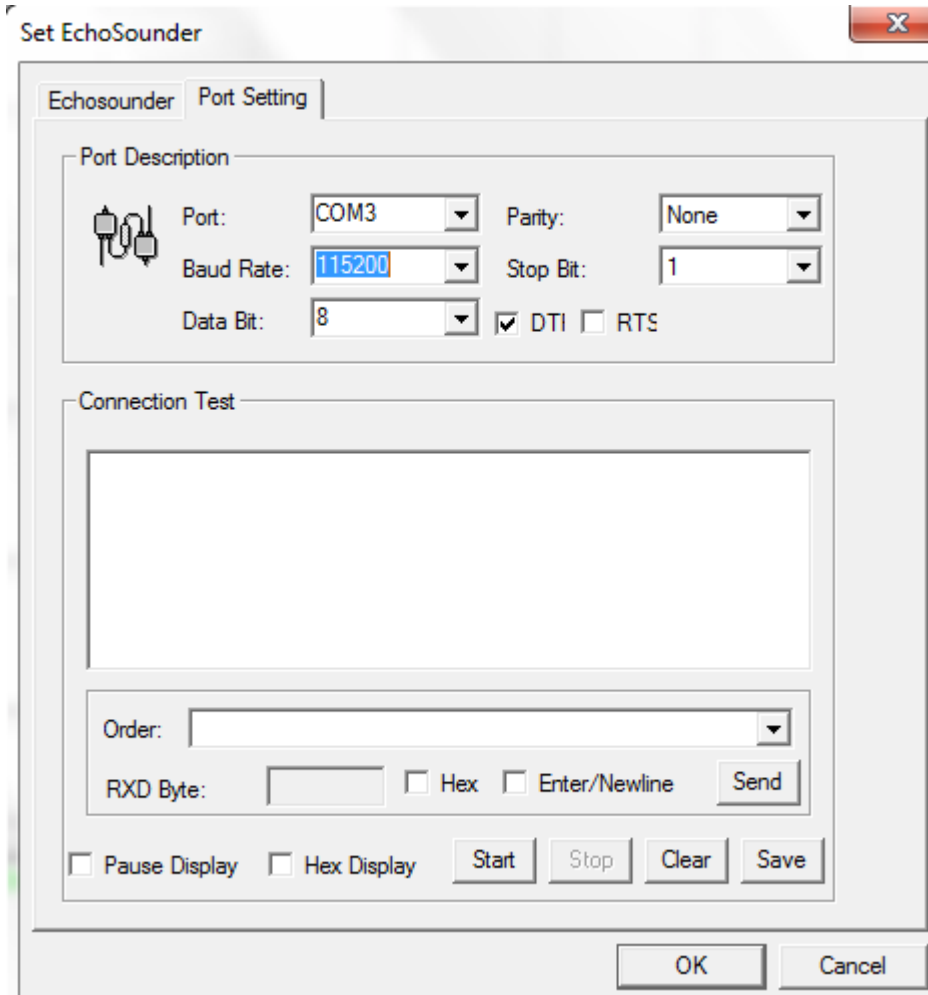 Set EchoSounder
Echosounder Port Setting
Port Description
Port: COM3 Parity: None
Baud Rate: 115200 Stop Bit: 1
Data Bit: 8 DTI RTS
Connection Test
Order:
RXD Byte: Hex Enter/Newline Send
Pause Display Hex Display Start Stop Clear Save
OK Cancel